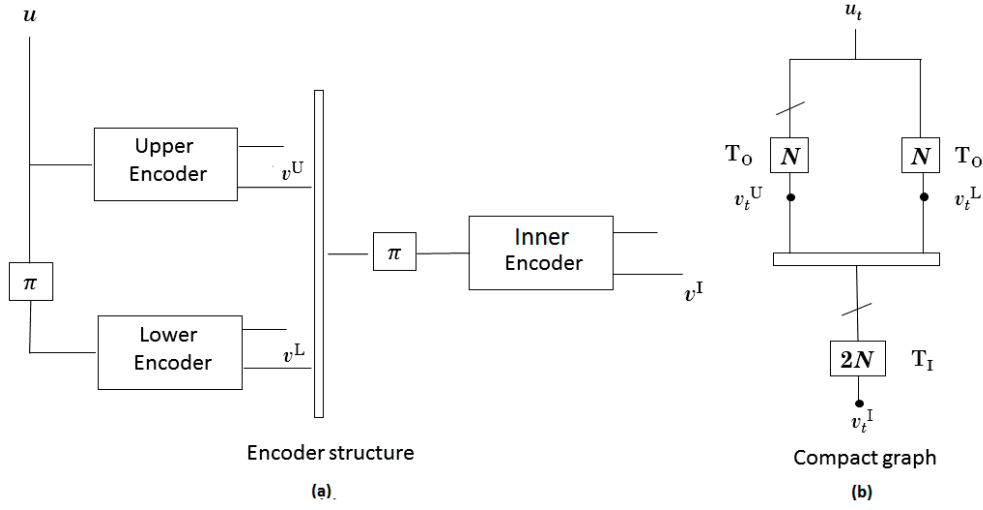 u
Upper
Encoder
v^U
π
Lower
Encoder
v^L
π
Inner
Encoder
v^I
Encoder structure
(a)
u_t
T_O N N T_O
v_t^U v_t^L
2N T_I
v_t^I
Compact graph
(b)